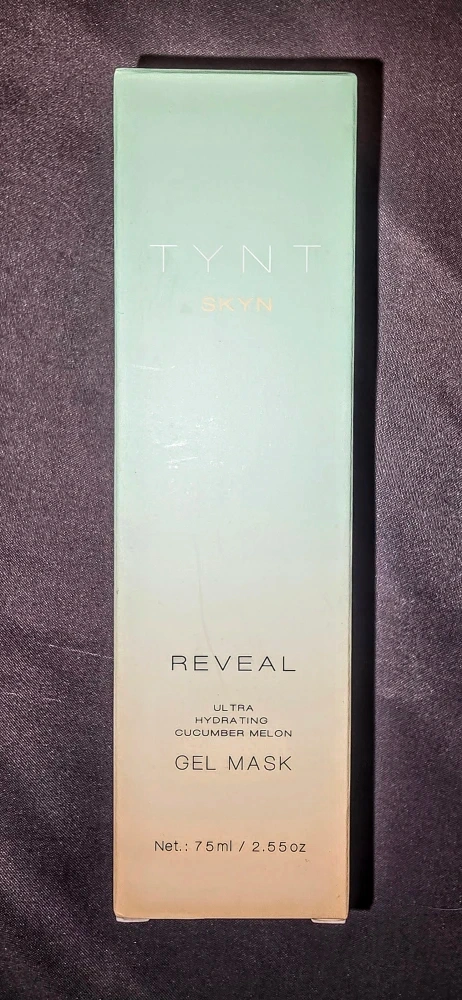 TYNT
SKYN
REVEAL
ULTRA
HYDRATING
CUCUMBER MELON
GEL MASK
Net.: 75ml / 2.55oz